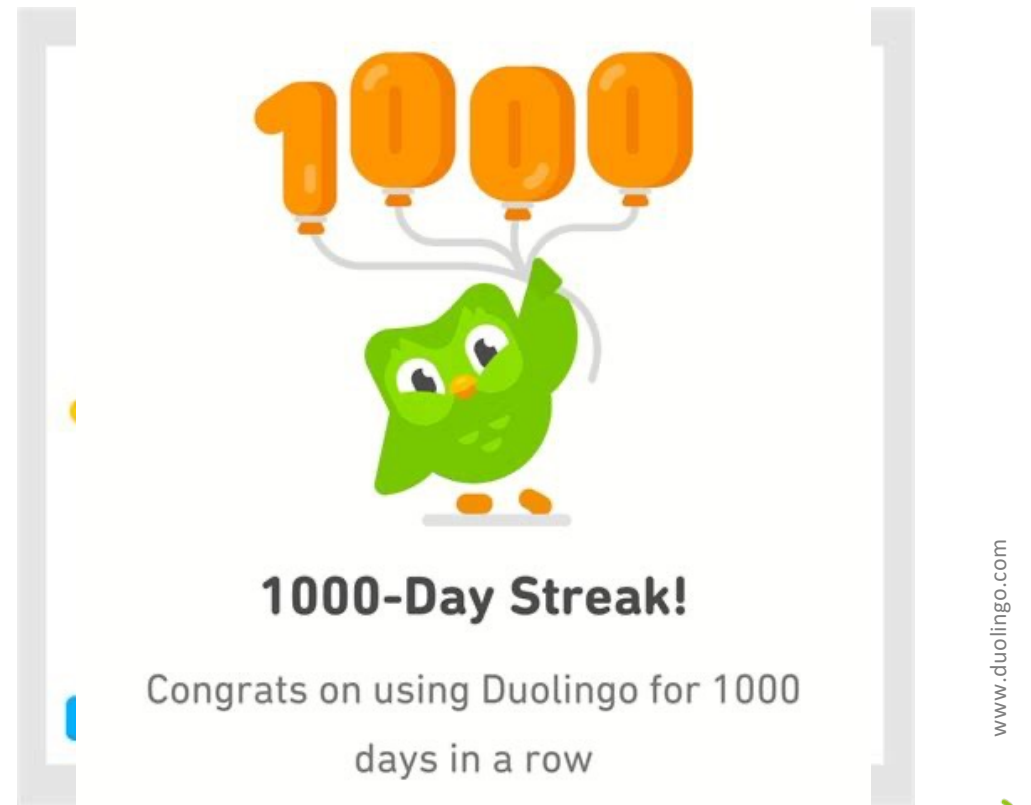 1000
1000-Day Streak!
Congrats on using Duolingo for 1000
days in a row
www.duolingo.com